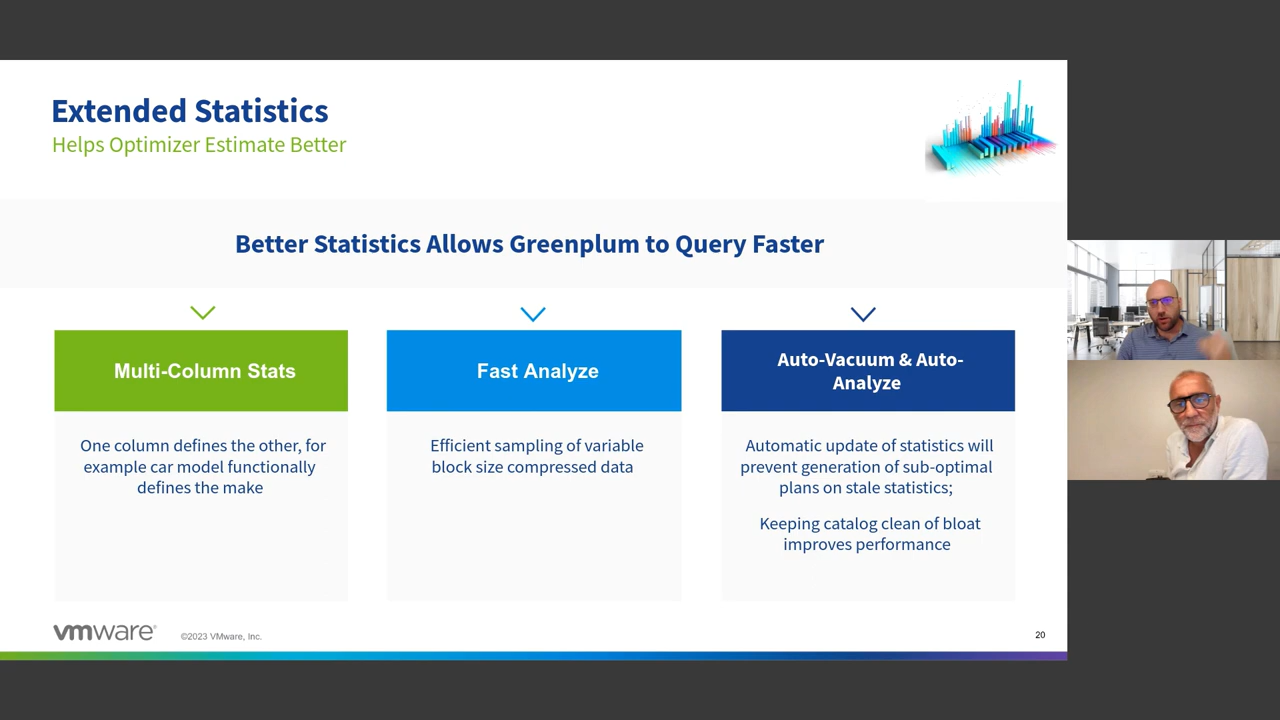 Extended Statistics
Helps Optimizer Estimate Better
Better Statistics Allows Greenplum to Query Faster
Multi-Column Stats
One column defines the other, for
example car model functionally
defines the make
Fast Analyze
Efficient sampling of variable
block size compressed data
Auto-Vacuum & Auto-
Analyze
Automatic update of statistics will
prevent generation of sub-optimal
plans on stale statistics;
Keeping catalog clean of bloat
improves performance
vmware®
©2023 VMware, Inc.
20